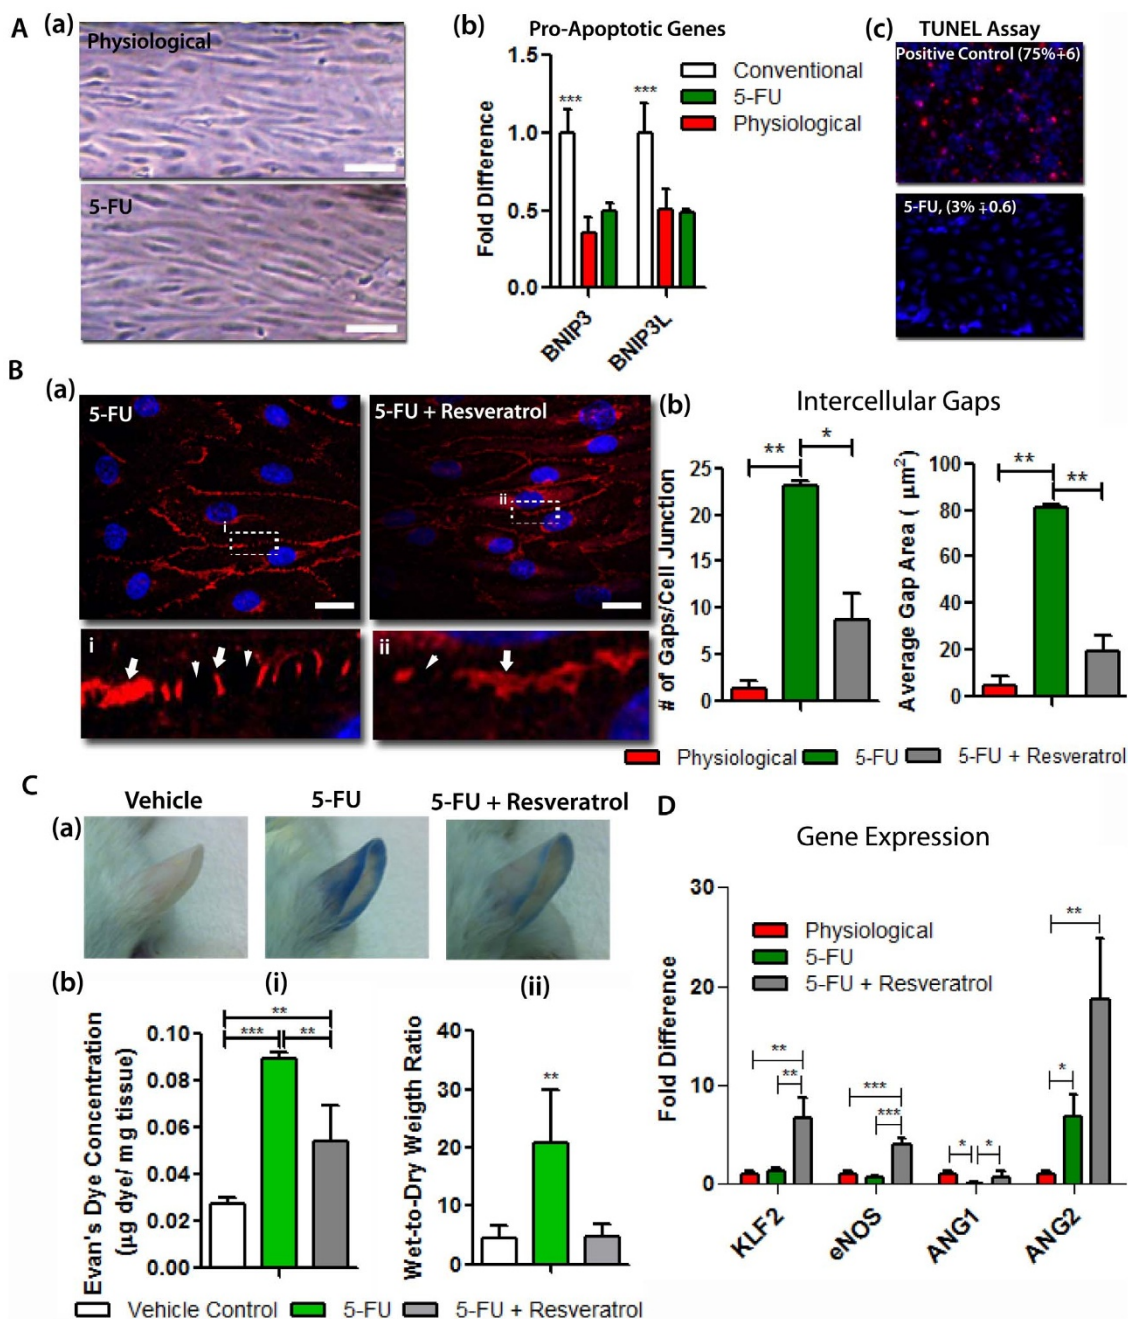 A
(a)
Physiological
5-FU
(b)
Pro-Apoptotic Genes
1.5
1.0
0.5
0.0
Fold Difference
***
***
Conventional
5-FU
Physiological
BNIP3
BNIP3L
(c)
TUNEL Assay
Positive Control (75%∓6)
5-FU, (3% ∓0.6)
B
(a)
5-FU
i
5-FU + Resveratrol
ii
i
ii
(b)
Intercellular Gaps
# of Gaps/Cell Junction
25
20
15
10
5
0
**
*
Average Gap Area ( µm²)
100
80
60
40
20
0
**
**
Physiological
5-FU
5-FU + Resveratrol
C
(a)
Vehicle
5-FU
5-FU + Resveratrol
(b)
(i)
Evan's Dye Concentration
(µg dye/ mg tissue)
0.10
0.08
0.06
0.04
0.02
0.00
**
***
**
(ii)
Wet-to-Dry Weigth Ratio
40
30
20
10
0
**
Vehicle Control
5-FU
5-FU + Resveratrol
D
Gene Expression
Fold Difference
30
20
10
0
Physiological
5-FU
5-FU + Resveratrol
**
**
***
***
*
*
**
*
KLF2
eNOS
ANG1
ANG2